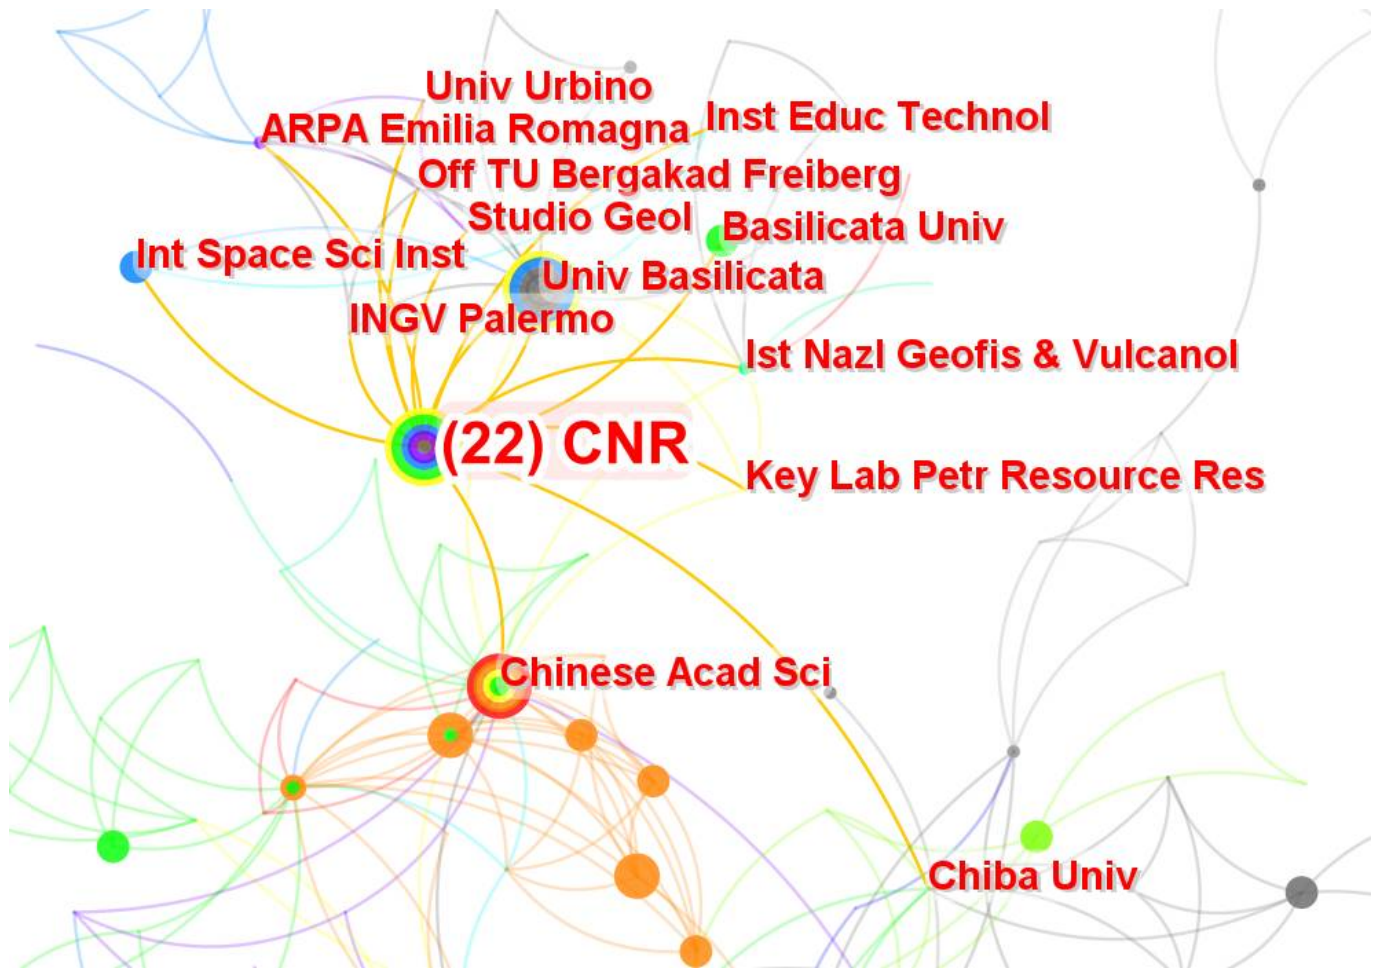 Univ Urbino
Inst Educ Technol
ARPA Emilia Romagna
Off TU Bergakad Freiberg
Studio Geol
Basilicata Univ
Int Space Sci Inst
Univ Basilicata
INGV Palermo
Ist Nazl Geofis & Vulcanol
(22) CNR
Key Lab Petr Resource Res
Chinese Acad Sci
Chiba Univ